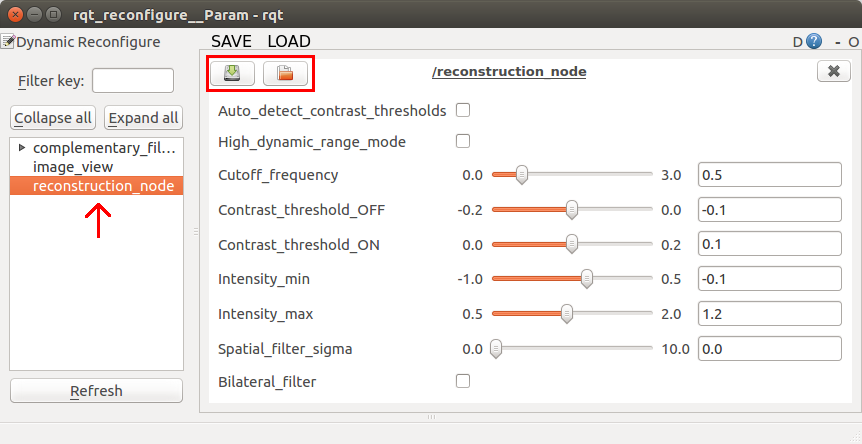 rqt_reconfigure__Param - rqt
Dynamic Reconfigure
SAVE LOAD
D ? - O
Filter key:
/reconstruction_node
Collapse all Expand all
complementary_fil...
image_view
reconstruction_node
Refresh
Auto_detect_contrast_thresholds
High_dynamic_range_mode
Cutoff_frequency 0.0 3.0 0.5
Contrast_threshold_OFF -0.2 0.0 -0.1
Contrast_threshold_ON 0.0 0.2 0.1
Intensity_min -1.0 0.5 -0.1
Intensity_max 0.5 2.0 1.2
Spatial_filter_sigma 0.0 10.0 0.0
Bilateral_filter